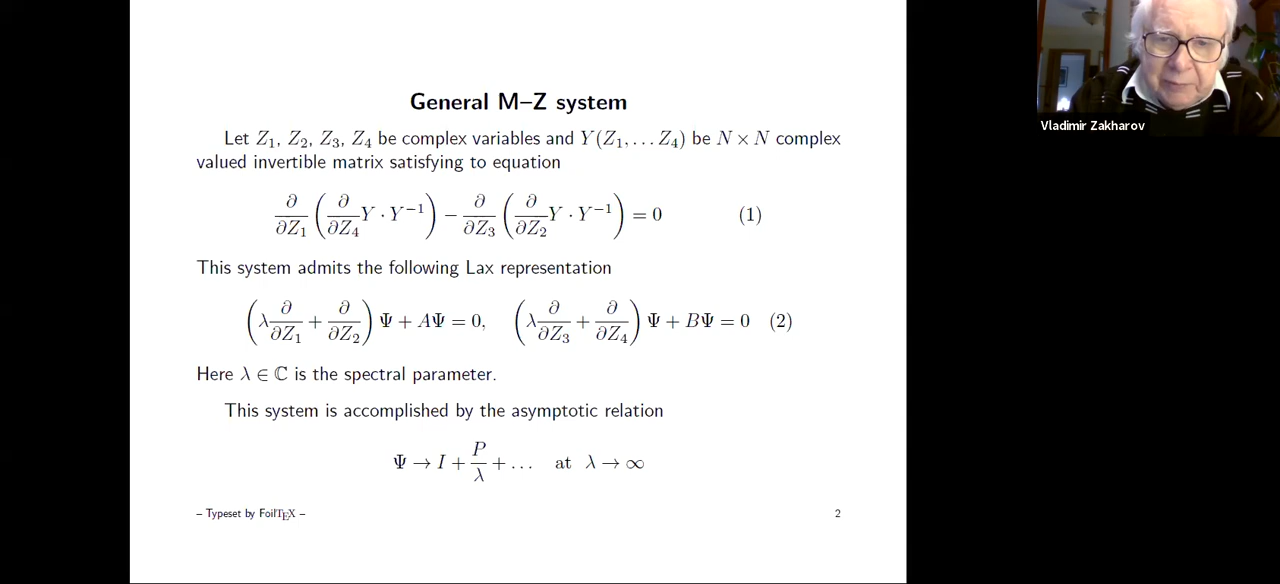 General M–Z system
Let Z₁, Z₂, Z₃, Z₄ be complex variables and Y(Z₁, . . . Z₄) be N × N complex
valued invertible matrix satisfying to equation
∂/∂Z₁ (∂/∂Z₄ Y · Y⁻¹) − ∂/∂Z₃ (∂/∂Z₂ Y · Y⁻¹) = 0 (1)
This system admits the following Lax representation
(λ ∂/∂Z₁ + ∂/∂Z₂) Ψ + AΨ = 0, (λ ∂/∂Z₃ + ∂/∂Z₄) Ψ + BΨ = 0 (2)
Here λ ∈ ℂ is the spectral parameter.
This system is accomplished by the asymptotic relation
Ψ → I + P/λ + . . . at λ → ∞
– Typeset by FoilTEX – 2
Vladimir Zakharov